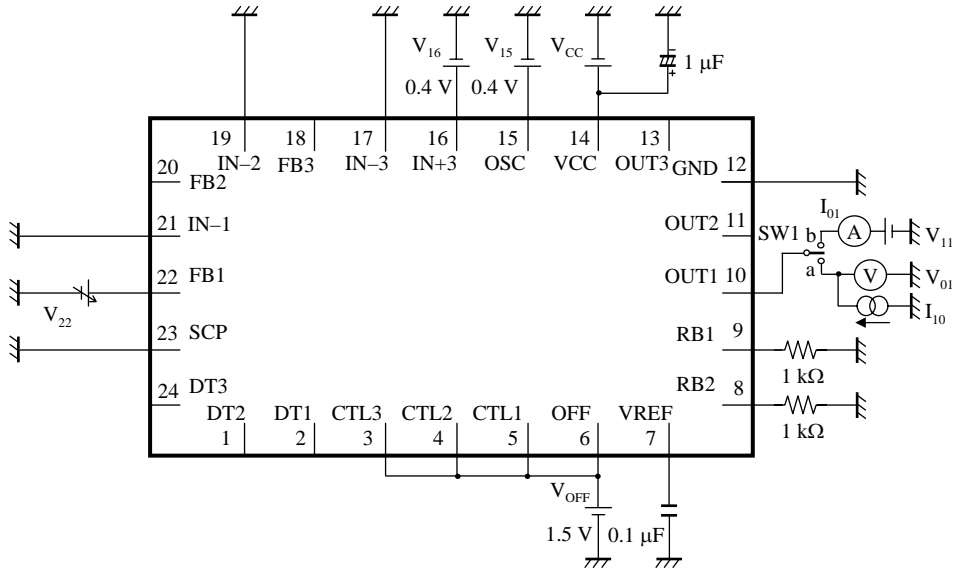 V16 V15 VCC
0.4 V 0.4 V – + 1 μF
19 18 17 16 15 14 13
IN–2 FB3 IN–3 IN+3 OSC VCC OUT3
20 FB2 GND 12
21 IN–1 OUT2 11
I01
SW1 b A V11
22 FB1 OUT1 10
a V V01
V22
I10
23 SCP RB1 9
1 kΩ
24 DT3 RB2 8
1 kΩ
DT2 DT1 CTL3 CTL2 CTL1 OFF VREF
1 2 3 4 5 6 7
VOFF
1.5 V 0.1 μF